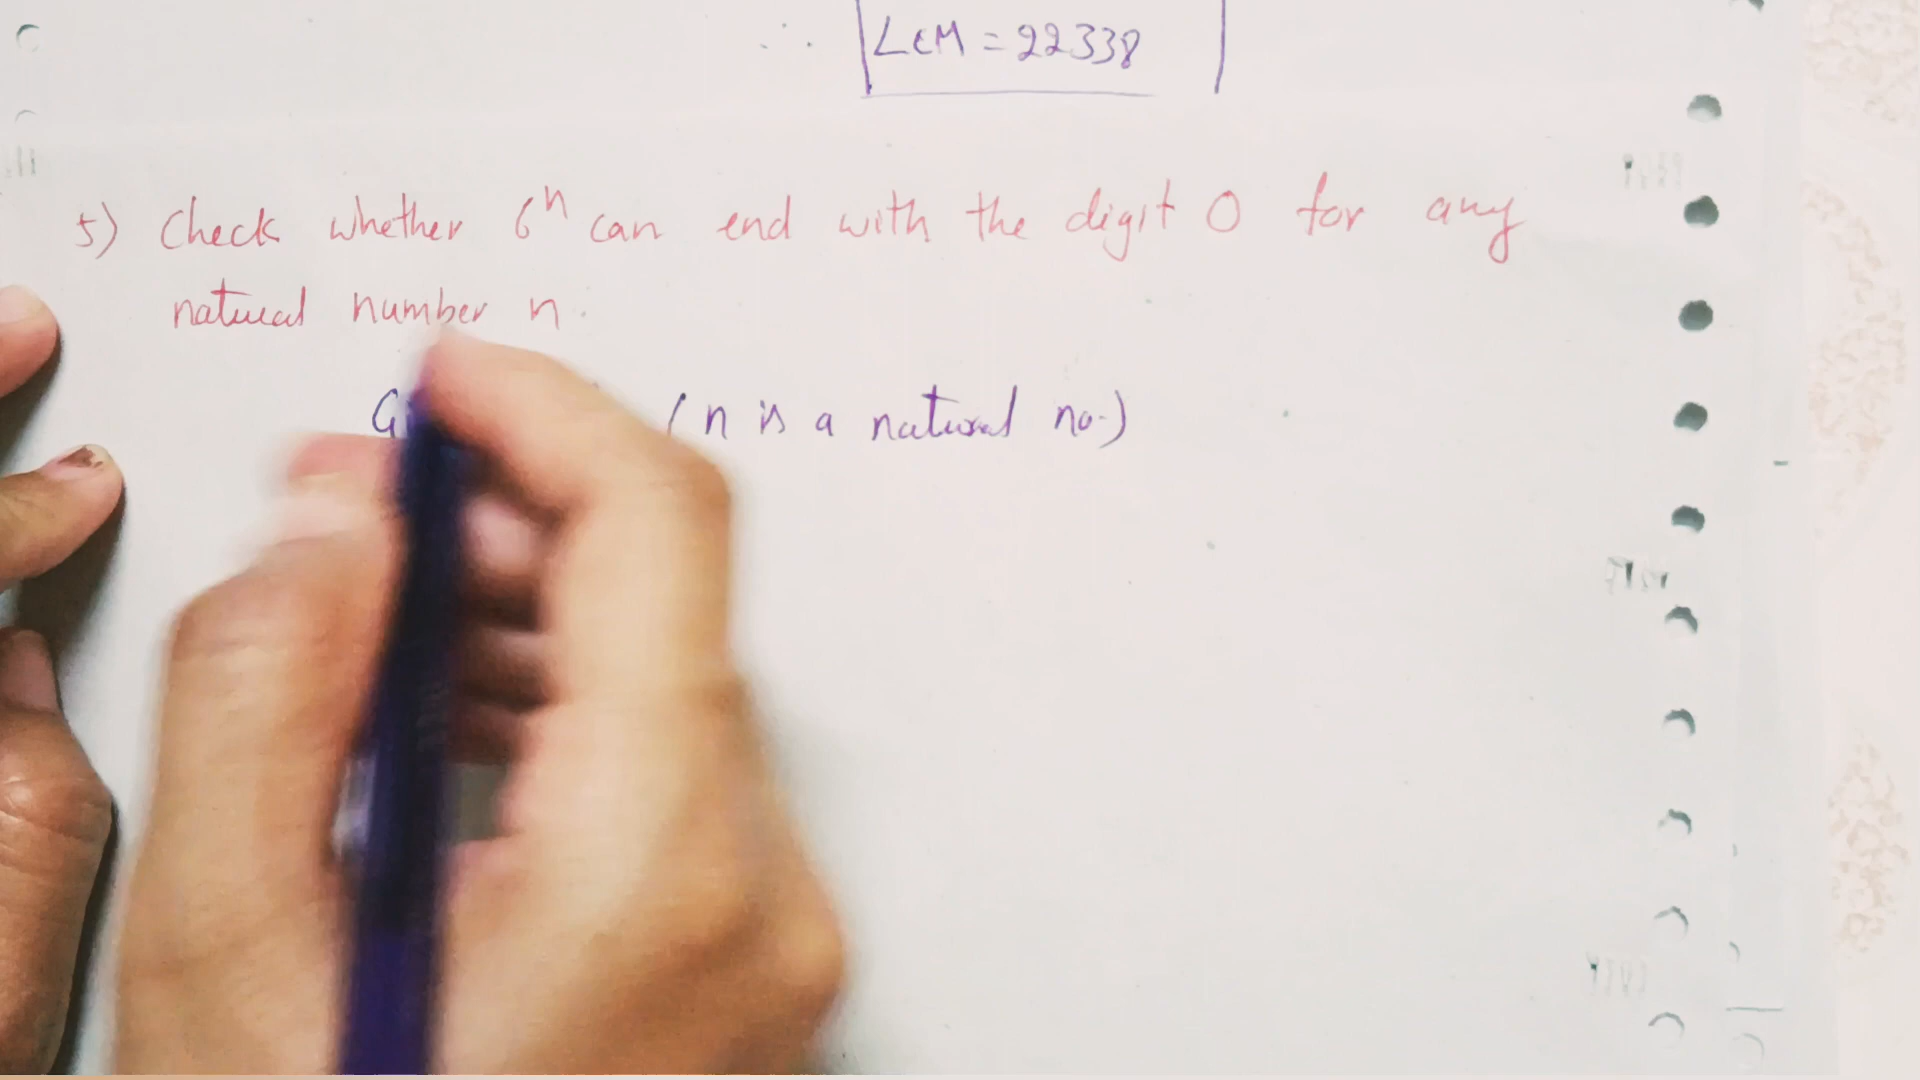 ∴ LCM = 22338
5) Check whether 6ⁿ can end with the digit 0 for any
natural number n.
(n is a natural no.)